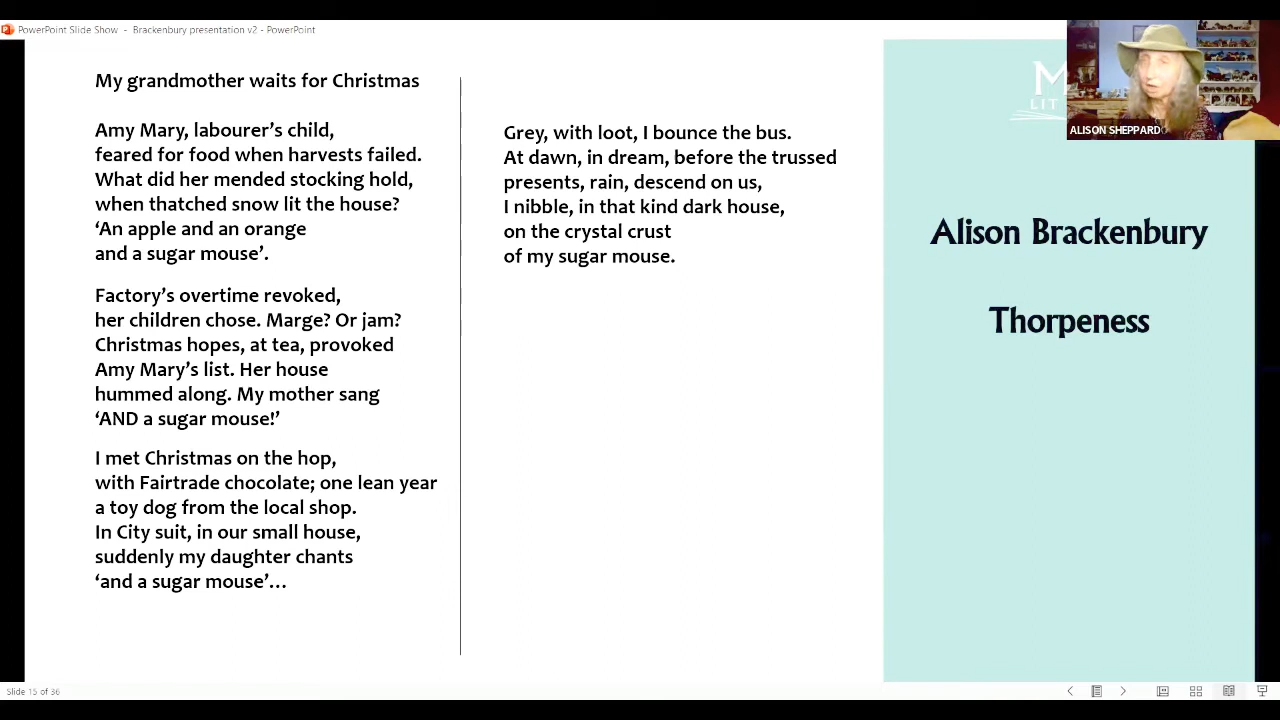 PowerPoint Slide Show - Brackenbury presentation v2 - PowerPoint
My grandmother waits for Christmas
Amy Mary, labourer’s child,
feared for food when harvests failed.
What did her mended stocking hold,
when thatched snow lit the house?
‘An apple and an orange
and a sugar mouse’.
Factory’s overtime revoked,
her children chose. Marge? Or jam?
Christmas hopes, at tea, provoked
Amy Mary’s list. Her house
hummed along. My mother sang
‘AND a sugar mouse!’
I met Christmas on the hop,
with Fairtrade chocolate; one lean year
a toy dog from the local shop.
In City suit, in our small house,
suddenly my daughter chants
‘and a sugar mouse’…
Grey, with loot, I bounce the bus.
At dawn, in dream, before the trussed
presents, rain, descend on us,
I nibble, in that kind dark house,
on the crystal crust
of my sugar mouse.
ALISON SHEPPARD
Alison Brackenbury
Thorpeness
Slide 15 of 36